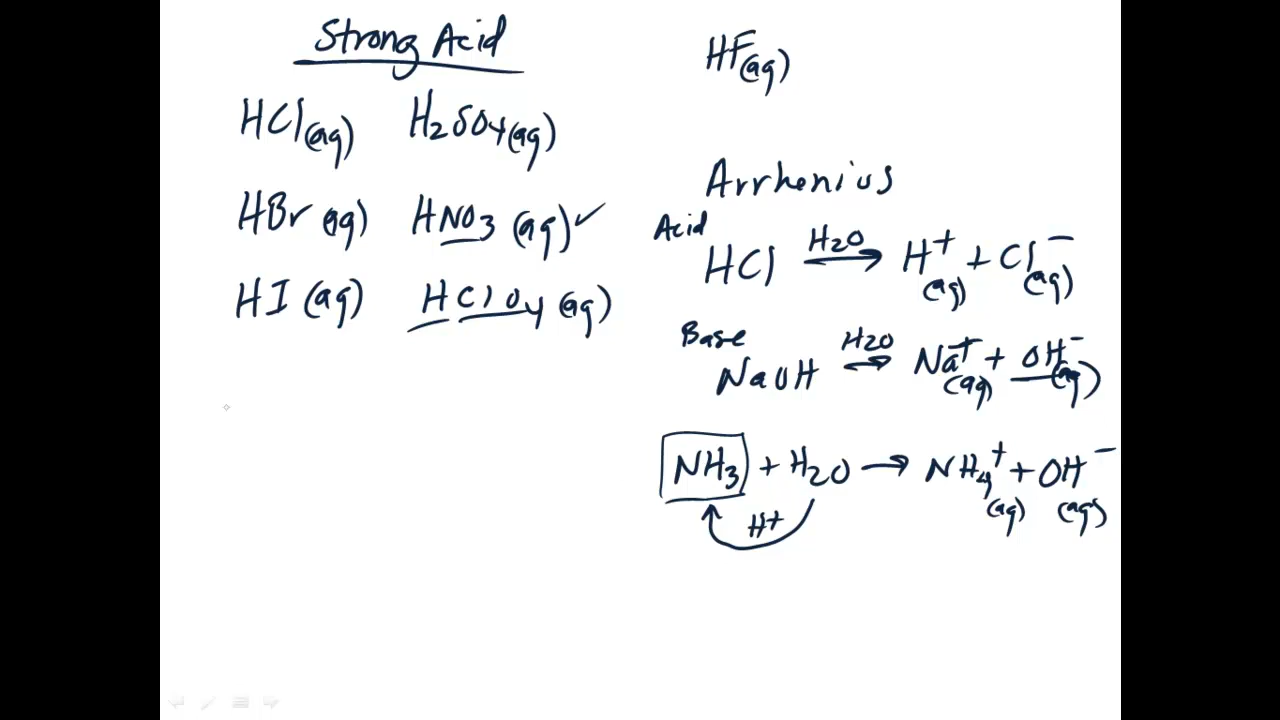 Strong Acid
HCl(aq) H2SO4(aq)
HBr(aq) HNO3(aq)✓
HI(aq) HClO4(aq)
HF(aq)
Arrhenius
Acid
H2O
HCl → H+(aq) + Cl-(aq)
Base
H2O
NaOH → Na+(aq) + OH-(aq)
NH3 + H2O → NH4+(aq) + OH-(aq)
H+